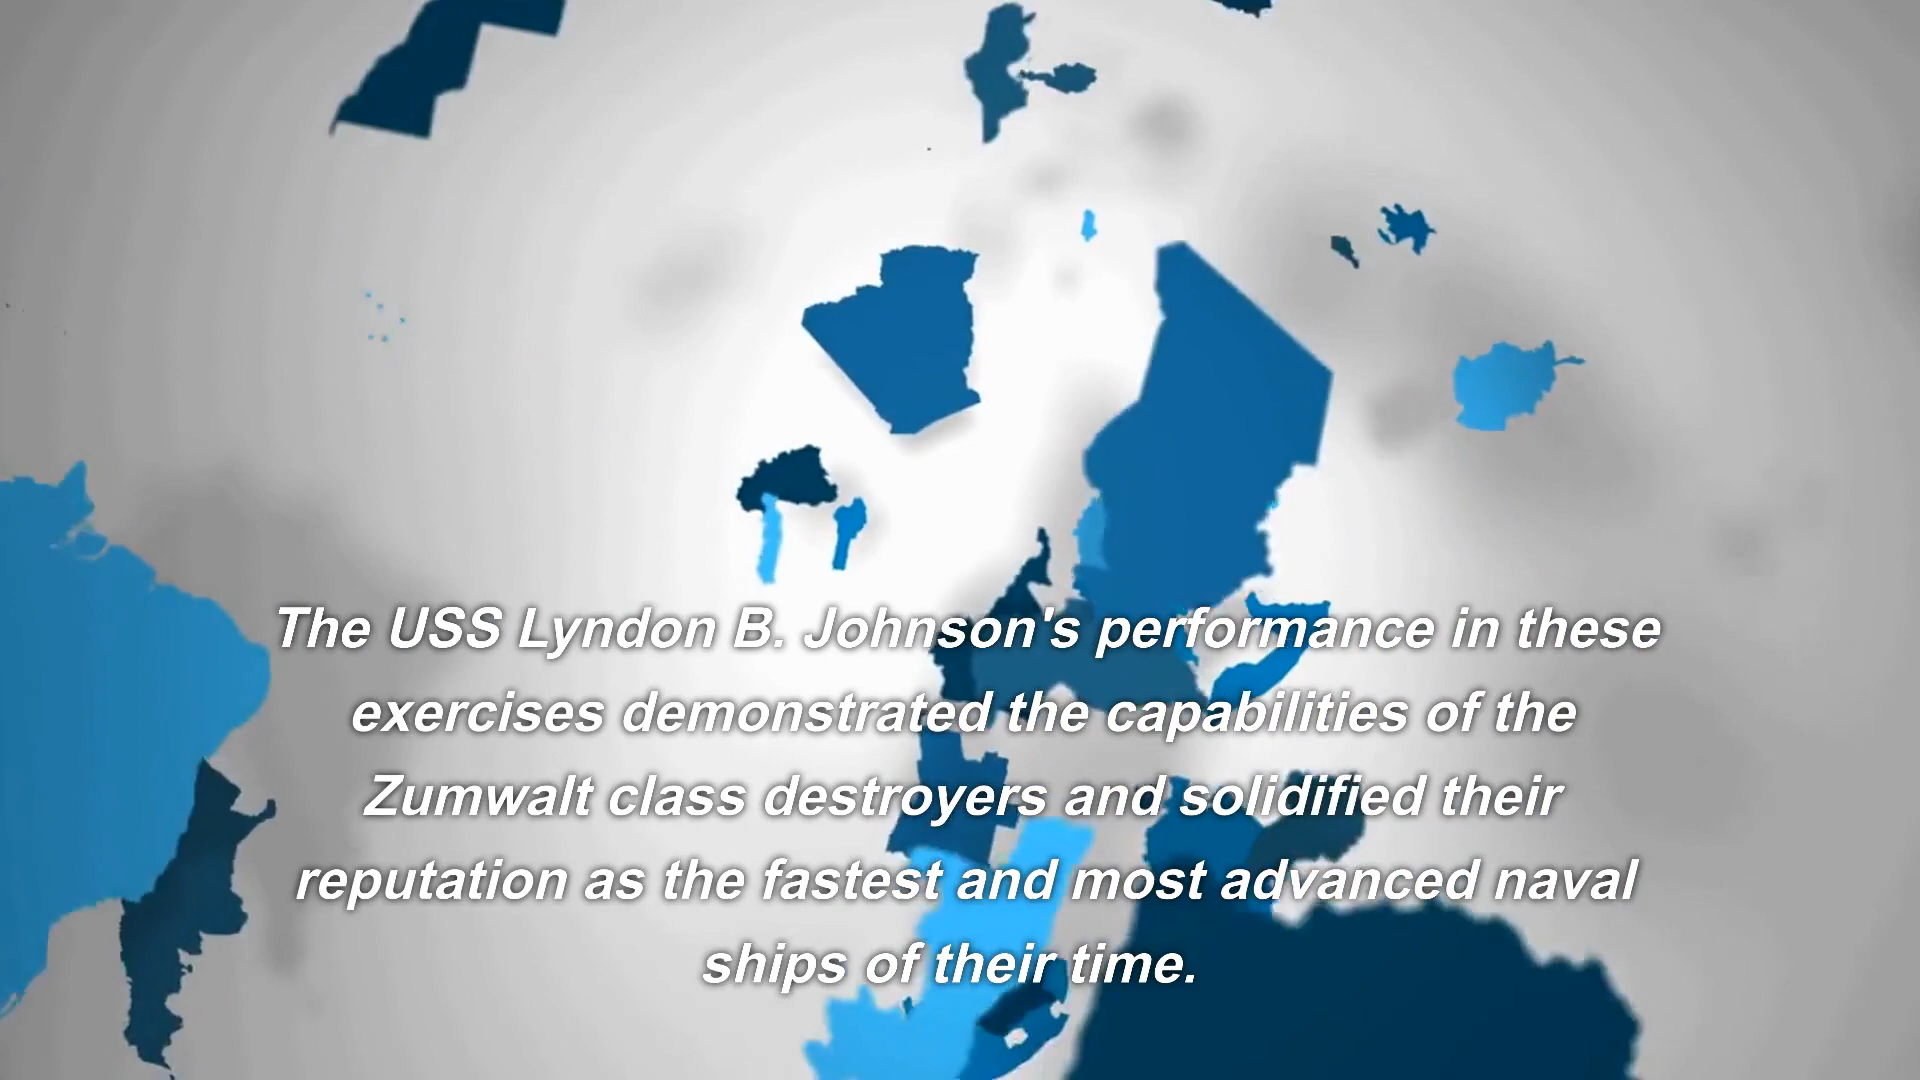 The USS Lyndon B. Johnson's performance in these
exercises demonstrated the capabilities of the
Zumwalt class destroyers and solidified their
reputation as the fastest and most advanced naval
ships of their time.